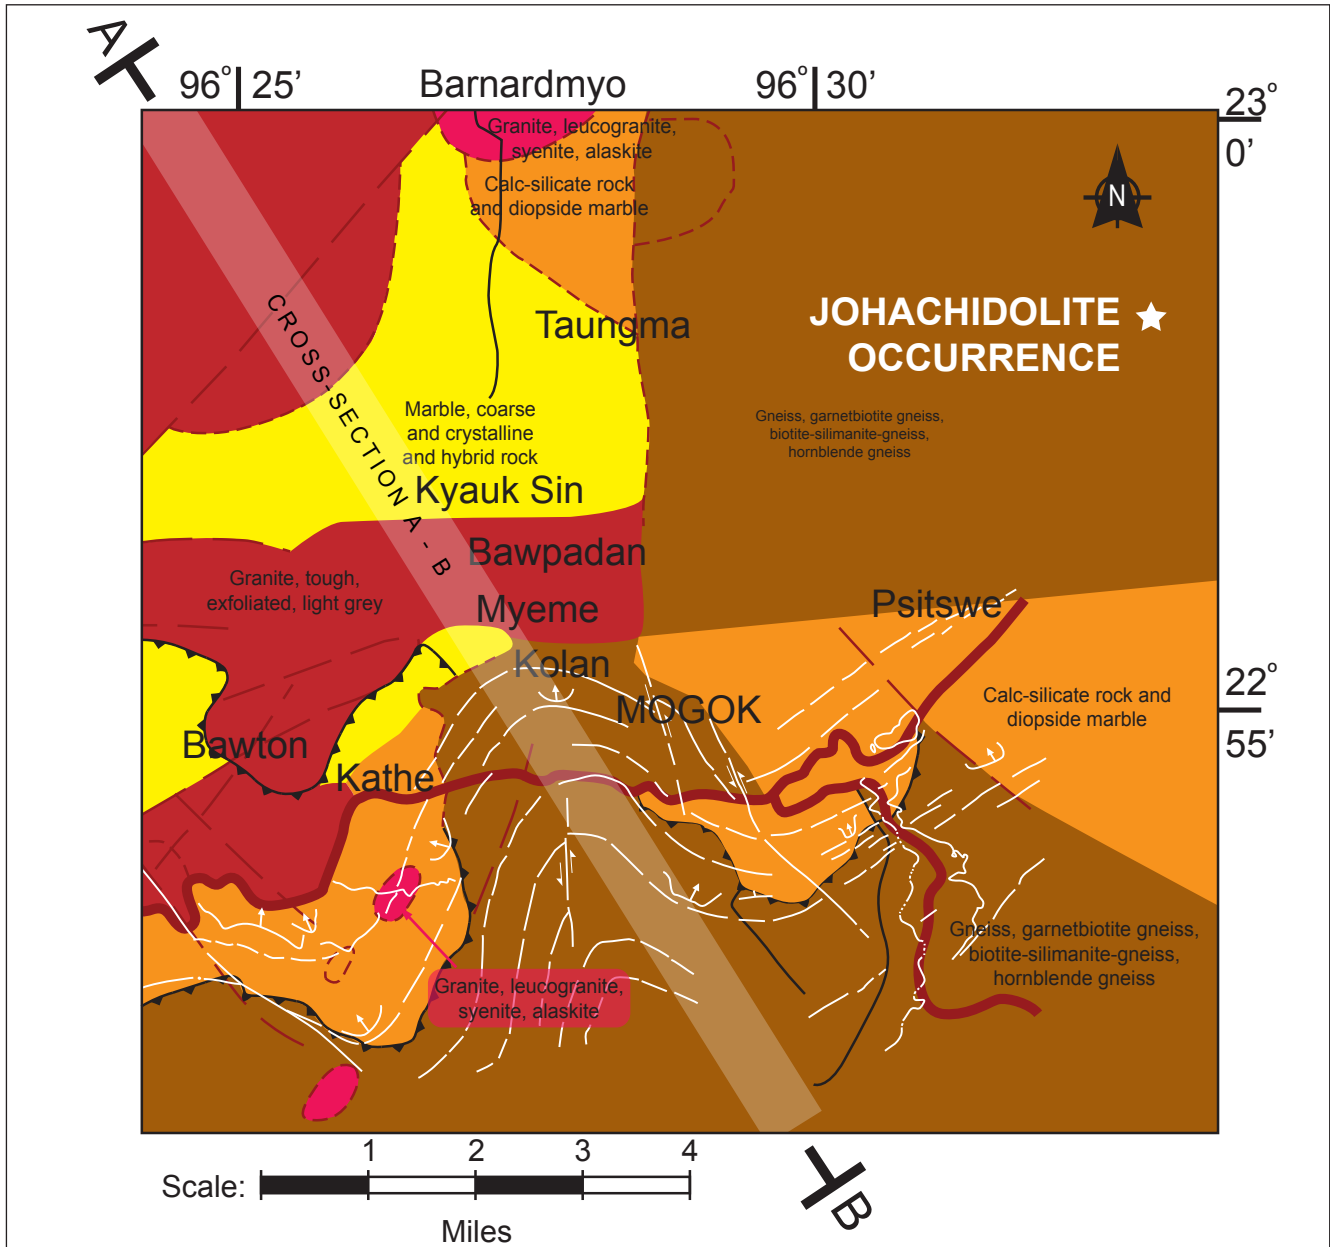 A
96° 25’
Barnardmyo
96° 30’
23°
0’
Granite, leucogranite,
syenite, alaskite
Calc-silicate rock
and diopside marble
N
JOHACHIDOLITE
OCCURRENCE
Taungma
CROSS-SECTION A - B
Marble, coarse
and crystalline
and hybrid rock
Gneiss, garnetbiotite gneiss,
biotite-silimanite-gneiss,
hornblende gneiss
Kyauk Sin
Bawpadan
Granite, tough,
exfoliated, light grey
Myeme
Psitswe
Kolan
22°
55’
MOGOK
Calc-silicate rock and
diopside marble
Bawton
Kathe
Gneiss, garnetbiotite gneiss,
biotite-silimanite-gneiss,
hornblende gneiss
Granite, leucogranite,
syenite, alaskite
1 2 3 4
Scale:
Miles
B